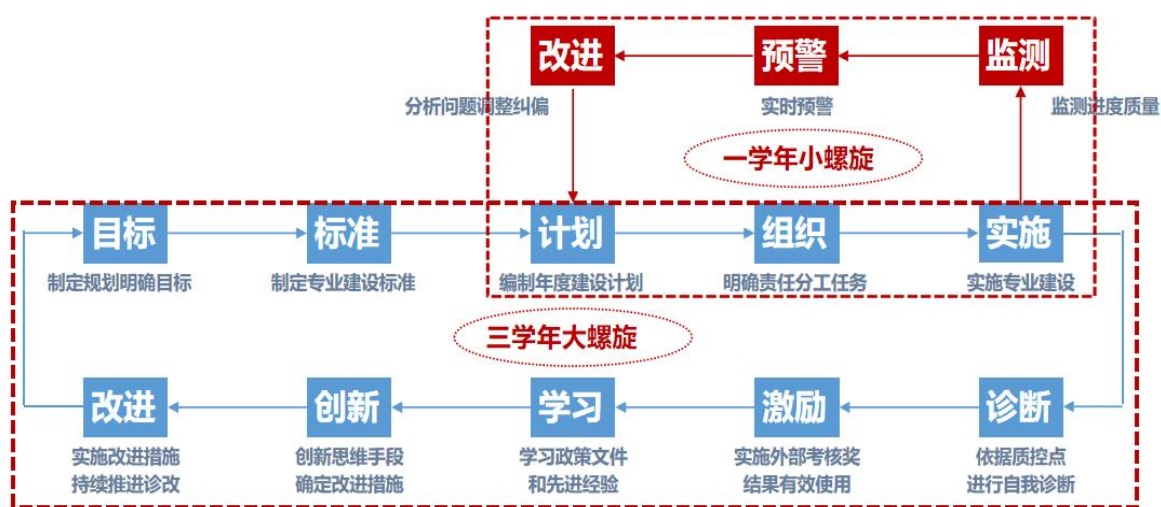 改进
预警
监测
分析问题调整纠偏
实时预警
监测进度质量
一学年小螺旋
目标
标准
计划
组织
实施
制定规划明确目标
制定专业建设标准
编制年度建设计划
明确责任分工任务
实施专业建设
三学年大螺旋
改进
创新
学习
激励
诊断
实施改进措施
持续推进诊改
创新思维手段
确定改进措施
学习政策文件
和先进经验
实施外部考核奖
结果有效使用
依据质控点
进行自我诊断